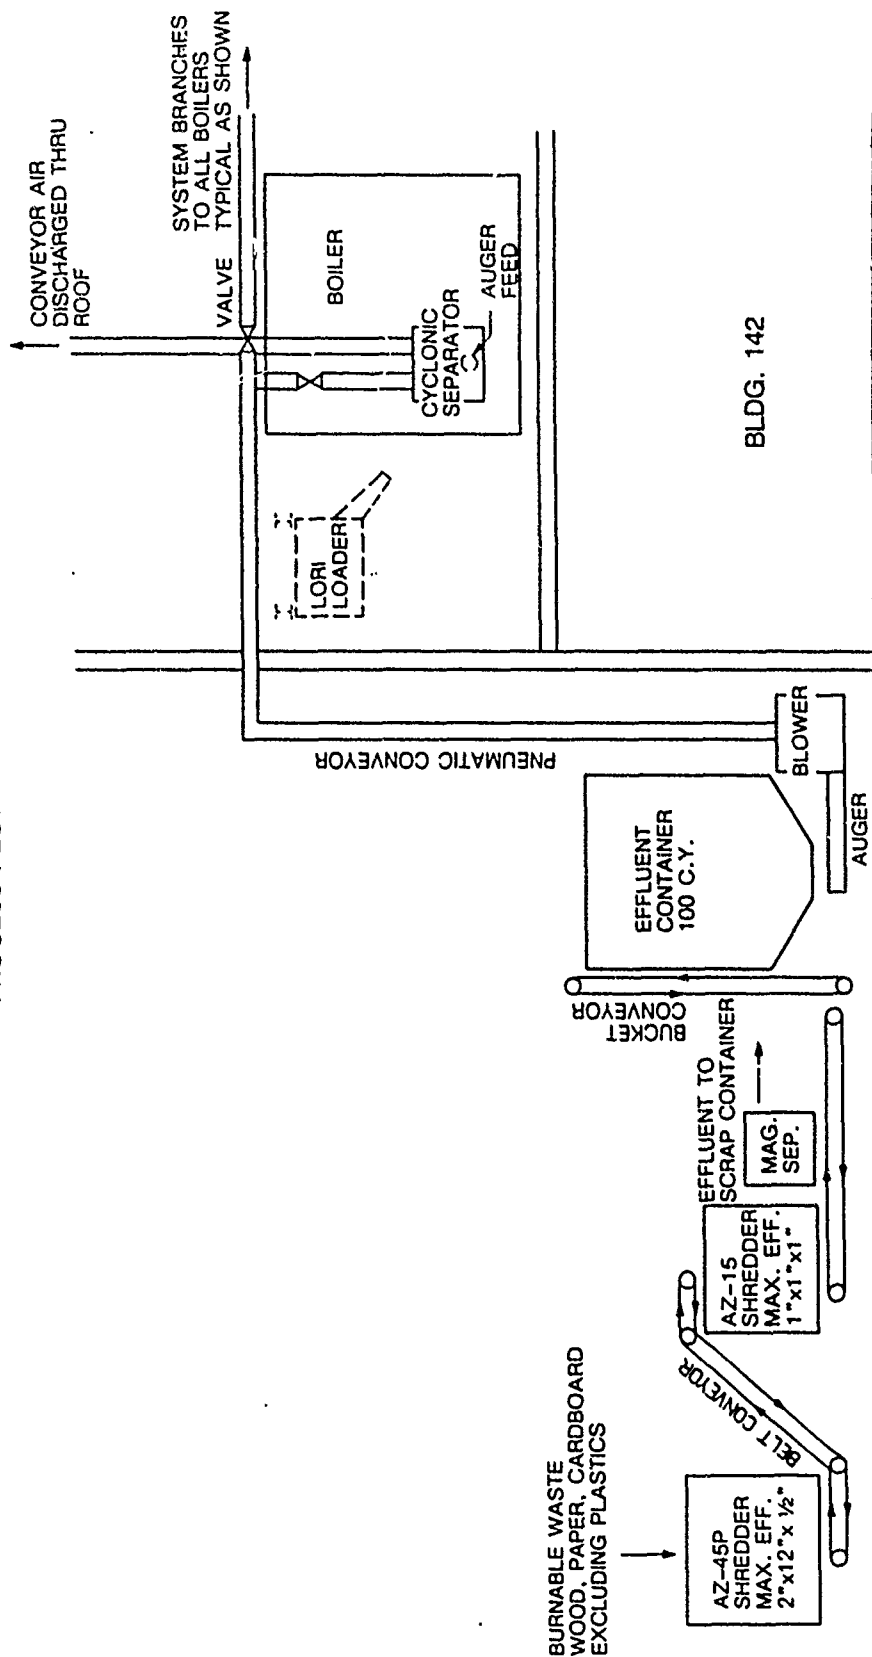 BURNABLE WASTE
WOOD, PAPER, CARDBOARD
EXCLUDING PLASTICS
AZ-45P
SHREDDER
MAX. EFF.
2"x12"x ½"
BELT CONVEYOR
AZ-15
SHREDDER
MAX. EFF.
1"x1"x1"
EFFLUENT TO
SCRAP CONTAINER
MAG.
SEP.
BUCKET
CONVEYOR
EFFLUENT
CONTAINER
100 C.Y.
AUGER
BLOWER
PNEUMATIC CONVEYOR
LORI
LOADER
CONVEYOR AIR
DISCHARGED THRU
ROOF
VALVE
SYSTEM BRANCHES
TO ALL BOILERS
TYPICAL AS SHOWN
BOILER
CYCLONIC
SEPARATOR
AUGER
FEED
BLDG. 142